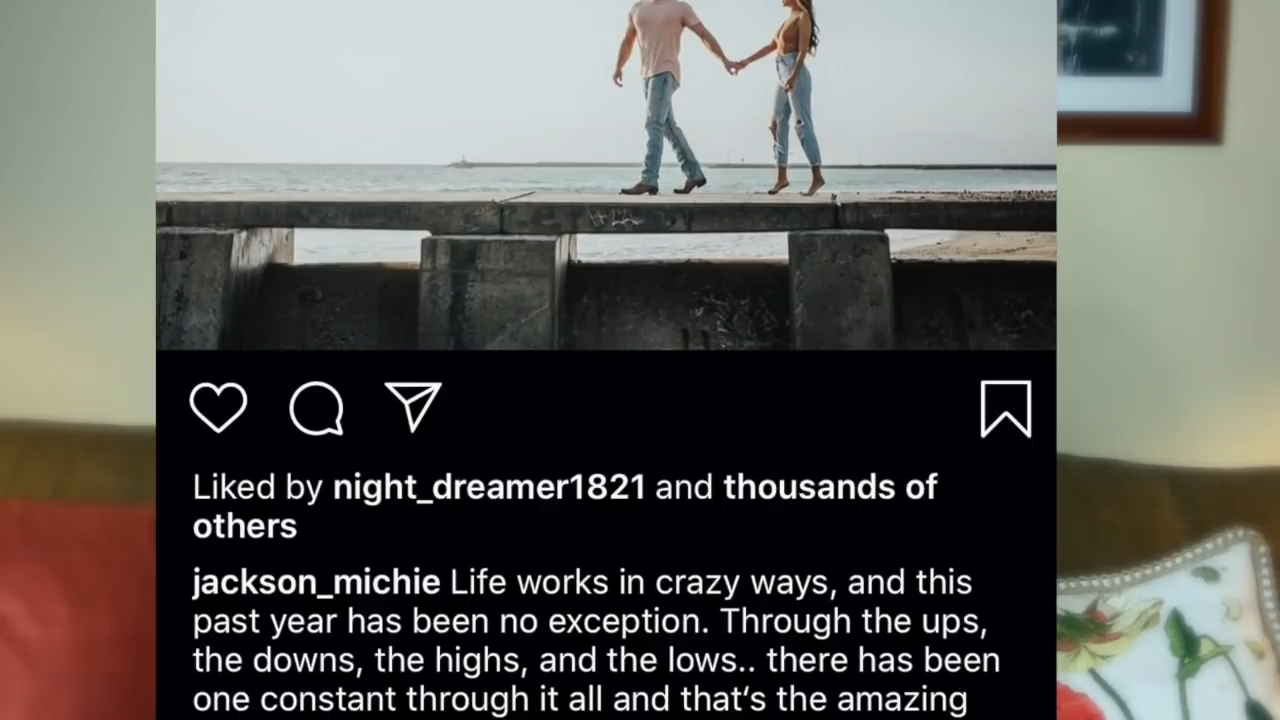 Liked by night_dreamer1821 and thousands of
others
jackson_michie Life works in crazy ways, and this
past year has been no exception. Through the ups,
the downs, the highs, and the lows.. there has been
one constant through it all and that‘s the amazing